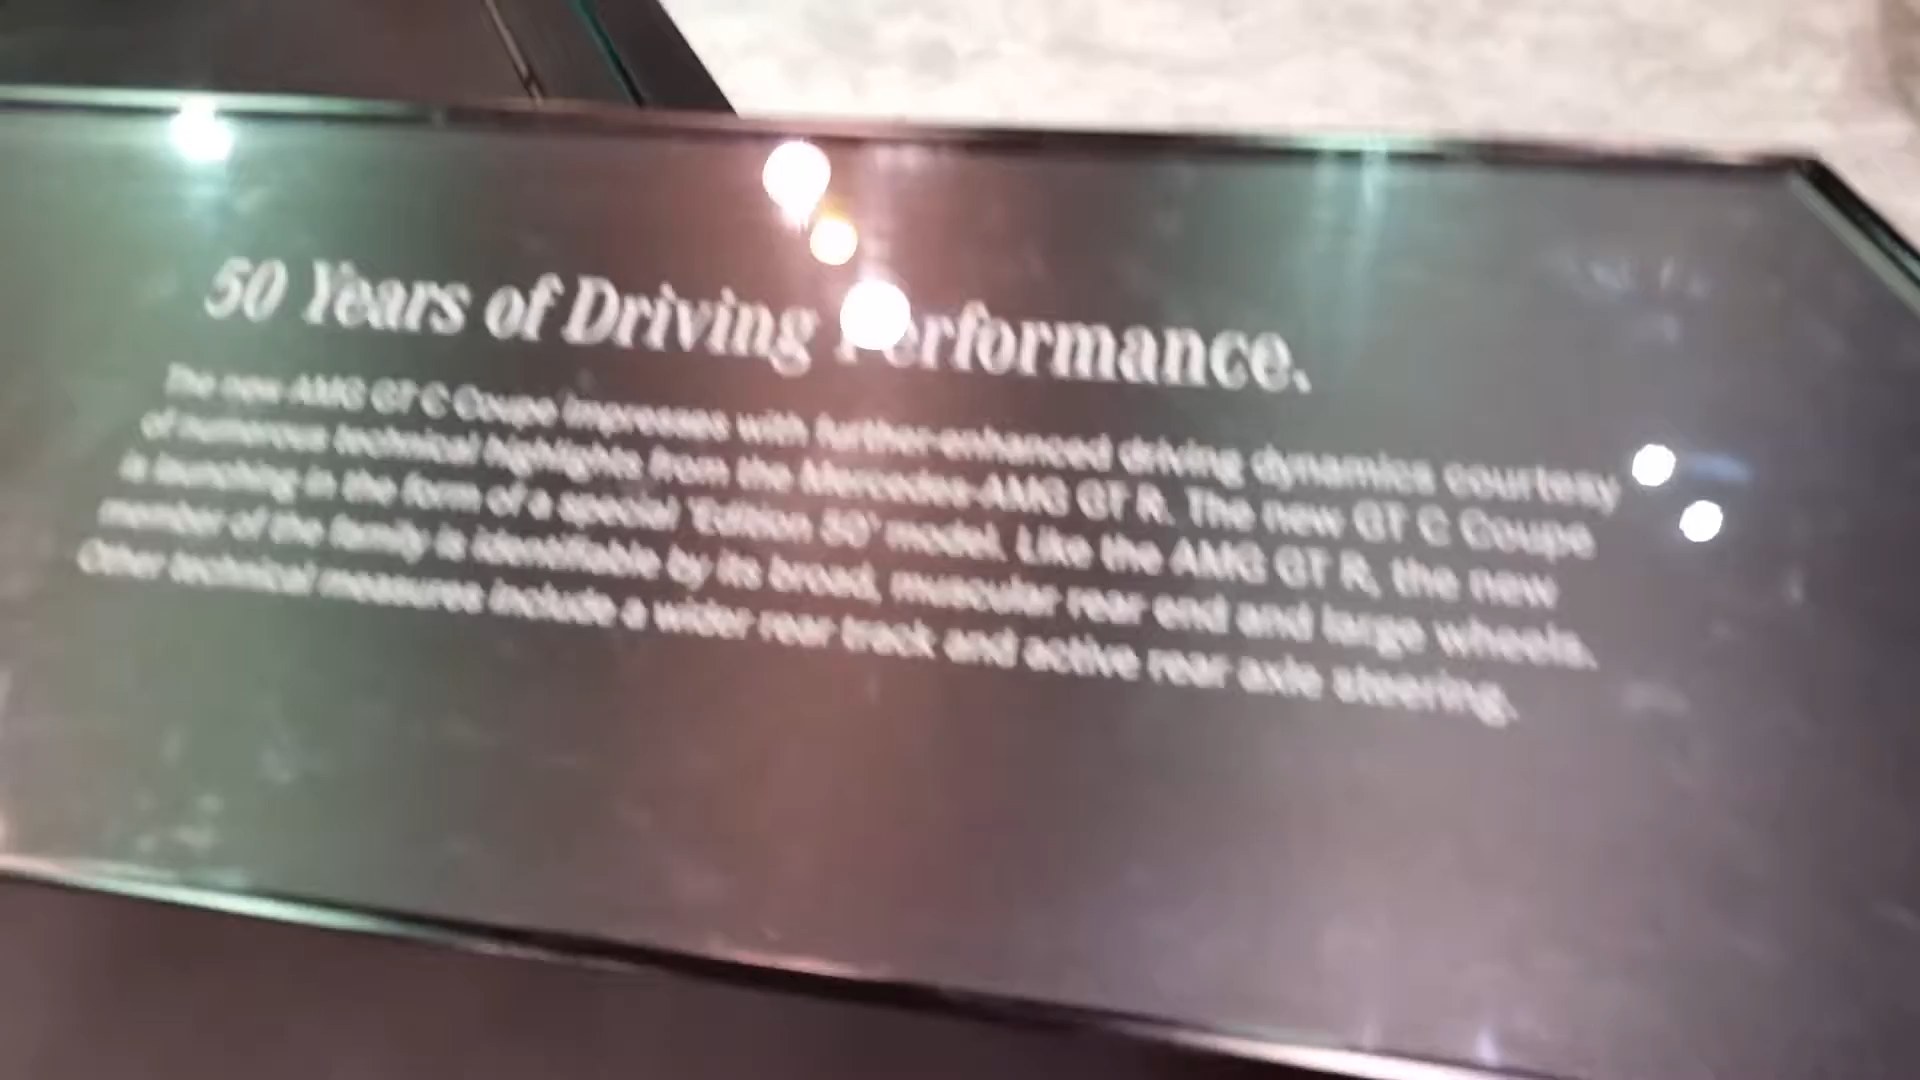 50 Years of Driving Performance.
The new AMG GT C Coupe impresses with further-enhanced driving dynamics courtesy
of numerous technical highlights from the Mercedes-AMG GT R. The new GT C Coupe
is launching in the form of a special 'Edition 50' model. Like the AMG GT R, the new
member of the family is identifiable by its broad, muscular rear end and large wheels.
Other technical measures include a wider rear track and active rear axle steering.